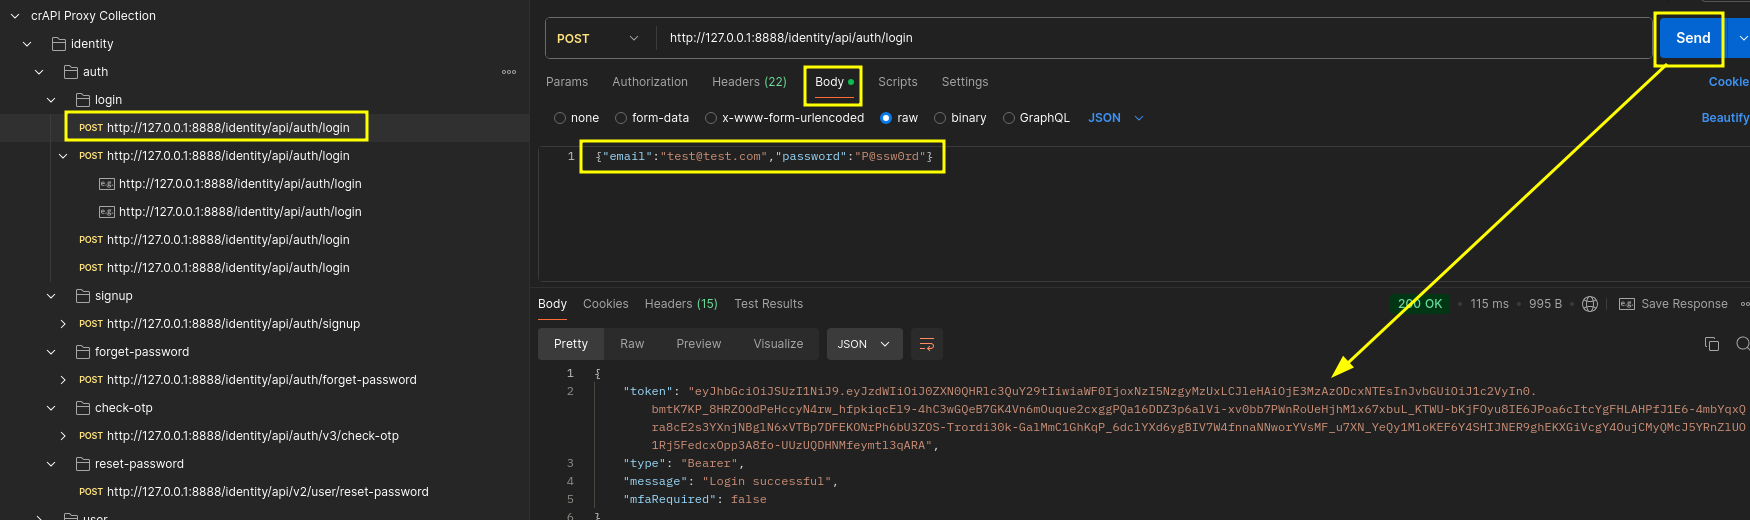 crAPI Proxy Collection
identity
auth
login
POST http://127.0.0.1:8888/identity/api/auth/login
POST http://127.0.0.1:8888/identity/api/auth/login
e.g. http://127.0.0.1:8888/identity/api/auth/login
e.g. http://127.0.0.1:8888/identity/api/auth/login
POST http://127.0.0.1:8888/identity/api/auth/login
POST http://127.0.0.1:8888/identity/api/auth/login
signup
POST http://127.0.0.1:8888/identity/api/auth/signup
forget-password
POST http://127.0.0.1:8888/identity/api/auth/forget-password
check-otp
POST http://127.0.0.1:8888/identity/api/auth/v3/check-otp
reset-password
POST http://127.0.0.1:8888/identity/api/v2/user/reset-password
user
POST http://127.0.0.1:8888/identity/api/auth/login Send
Params Authorization Headers (22) Body Scripts Settings Cookie
none form-data x-www-form-urlencoded raw binary GraphQL JSON Beautify
1 {"email":"test@test.com","password":"P@ssw0rd"}
Body Cookies Headers (15) Test Results 200 OK 115 ms 995 B e.g. Save Response
Pretty Raw Preview Visualize JSON
1 {
2 "token": "eyJhbGciOiJSUzI1NiJ9.eyJzdWIiOiJ0ZXN0QHRlc3QuY29tIiwiaWF0IjoxNzI5NzgyMzUxLCJleHAiOjE3MzAzODcxNTEsInJvbGUiOiJ1c2VyIn0.
bmtK7KP_8HRZOOdPeHccyN4rw_hfpkiqcEl9-4hC3wGQeB7GK4Vn6mOuque2cxggPQa16DDZ3p6alVi-xv0bb7PWnRoUeHjhM1x67xbuL_KTWU-bKjFOyu8IE6JPoa6cItcYgFHLAHPfJ1E6-4mbYqxQ
ra8cE2s3YXnjNBglN6xVTBp7DFEKONrPh6bU3ZOS-Trordi30k-GalMmC1GhKqP_6dclYXd6ygBIV7W4fnnaNNworYVsMF_u7XN_YeQy1MloKEF6Y4SHIJNER9ghEKXGiVcgY4OujCMyQMcJ5YRnZlUO
1Rj5FedcxOpp3A8fo-UUzUQDHNMfeymtl3qARA",
3 "type": "Bearer",
4 "message": "Login successful",
5 "mfaRequired": false
6 }